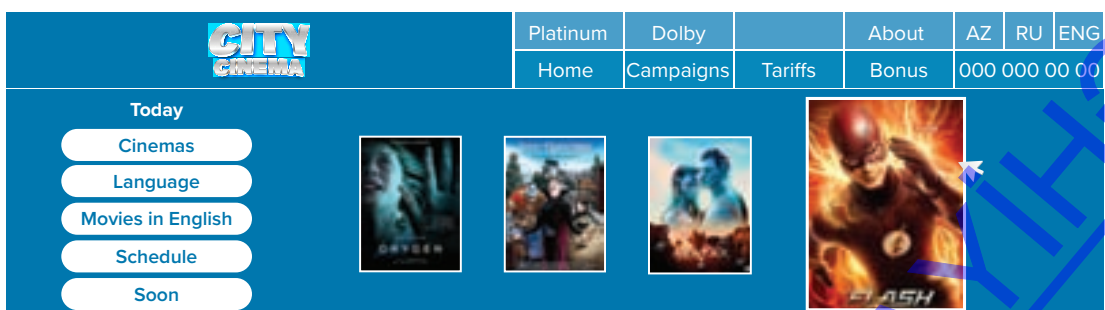 CITY
CINEMA
Platinum
Dolby
About
AZ
RU
ENG
Home
Campaigns
Tariffs
Bonus
000 000 00 00
Today
Cinemas
Language
Movies in English
Schedule
Soon
OXYGEN
FLASH
YİH